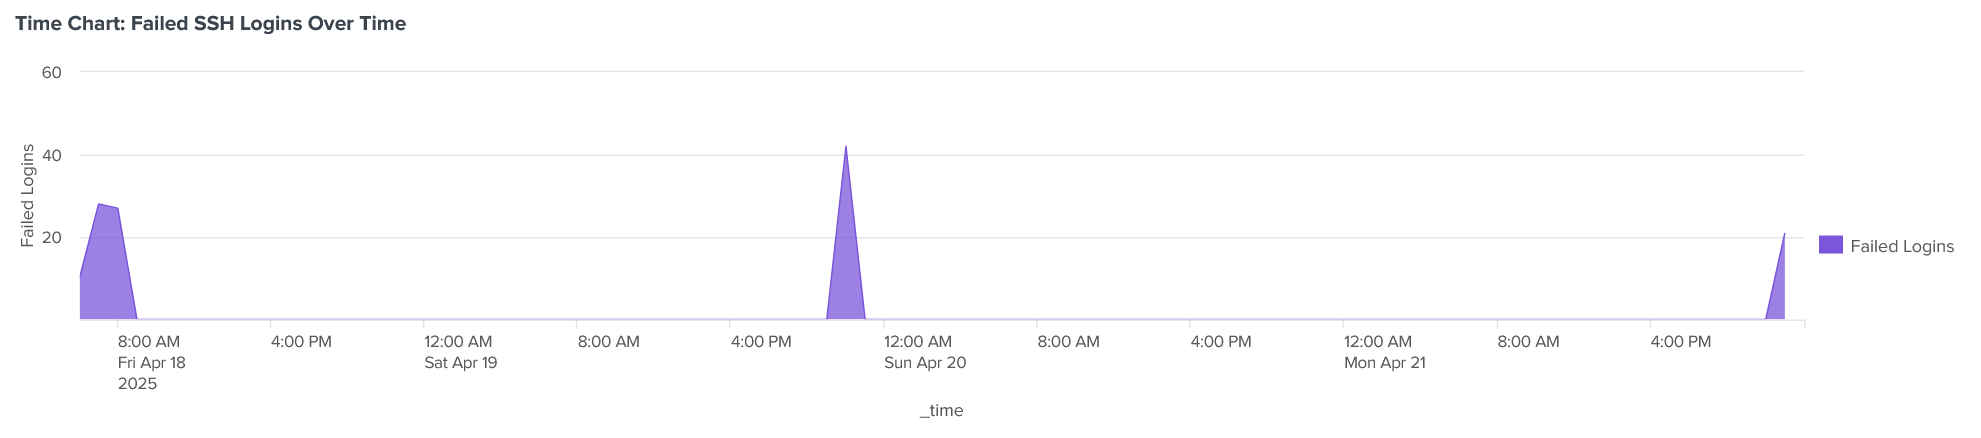 Time Chart: Failed SSH Logins Over Time
60
40
20
Failed Logins
Failed Logins
8:00 AM
Fri Apr 18
2025
4:00 PM
12:00 AM
Sat Apr 19
8:00 AM
4:00 PM
12:00 AM
Sun Apr 20
8:00 AM
4:00 PM
12:00 AM
Mon Apr 21
8:00 AM
4:00 PM
_time